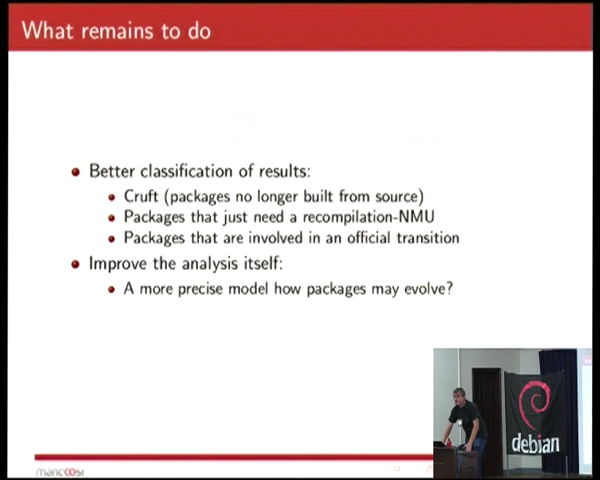 What remains to do
Better classification of results:
Cruft (packages no longer built from source)
Packages that just need a recompilation-NMU
Packages that are involved in an official transition
Improve the analysis itself:
A more precise model how packages may evolve?
debian
mancoosi